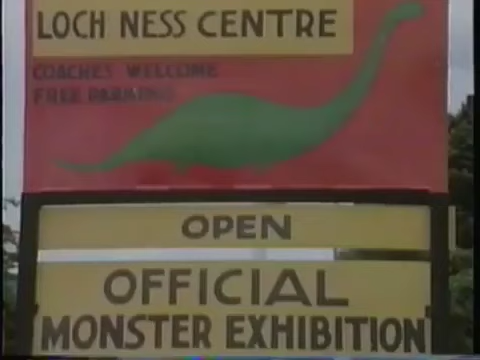 LOCH NESS CENTRE
COACHES WELCOME
FREE PARKING
OPEN
OFFICIAL
MONSTER EXHIBITION